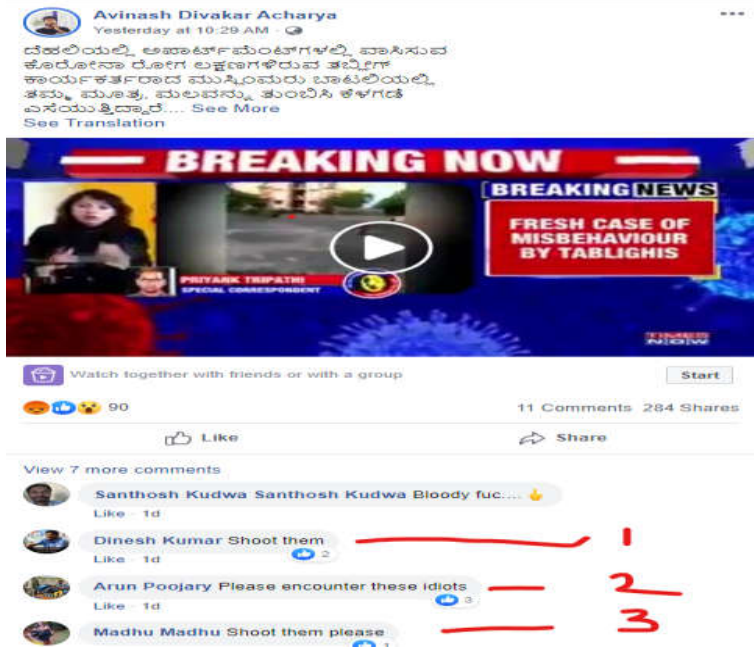 Avinash Divakar Acharya
Yesterday at 10:29 AM ·
ದೆಹಲಿಯಲ್ಲಿ ಅಪಾರ್ಟ್‌ಮೆಂಟ್‌ಗಳಲ್ಲಿ ವಾಸಿಸುವ
ಕೊರೋನಾ ರೋಗ ಲಕ್ಷಣಗಳಿರುವ ತಬ್ಲೀಗ್
ಕಾರ್ಯಕರ್ತರಾದ ಮುಸ್ಲಿಂಮರು ಬಾಟಲಿಯಲ್ಲಿ
ತಮ್ಮ ಮೂತ್ರ, ಮಲವನ್ನು ತುಂಬಿಸಿ ಕೆಳಗಡೆ
ಎಸೆಯುತ್ತಿದ್ದಾರೆ.... See More
See Translation
BREAKING NOW
BREAKING NEWS
FRESH CASE OF
MISBEHAVIOUR
BY TABLIGHIS
PRIYANK TRIPATHI
SPECIAL CORRESPONDENT
TIMES
NOW
Watch together with friends or with a group
Start
90
11 Comments 284 Shares
Like
Share
View 7 more comments
Santhosh Kudwa Santhosh Kudwa Bloody fuc....
Like · 1d
Dinesh Kumar Shoot them
1
2
Like · 1d
Arun Poojary Please encounter these idiots
2
3
Like · 1d
Madhu Madhu Shoot them please
3
1